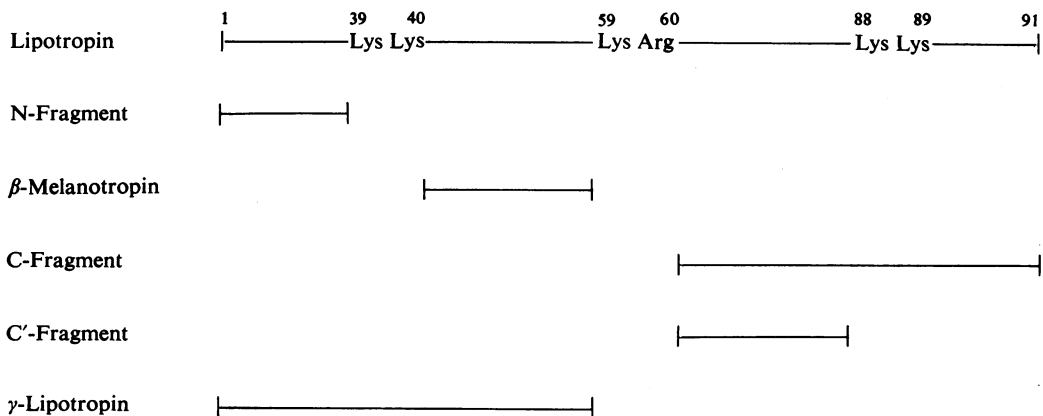 1 39 40 59 60 88 89 91
Lipotropin Lys Lys Lys Arg Lys Lys
N-Fragment
β-Melanotropin
C-Fragment
C′-Fragment
γ-Lipotropin